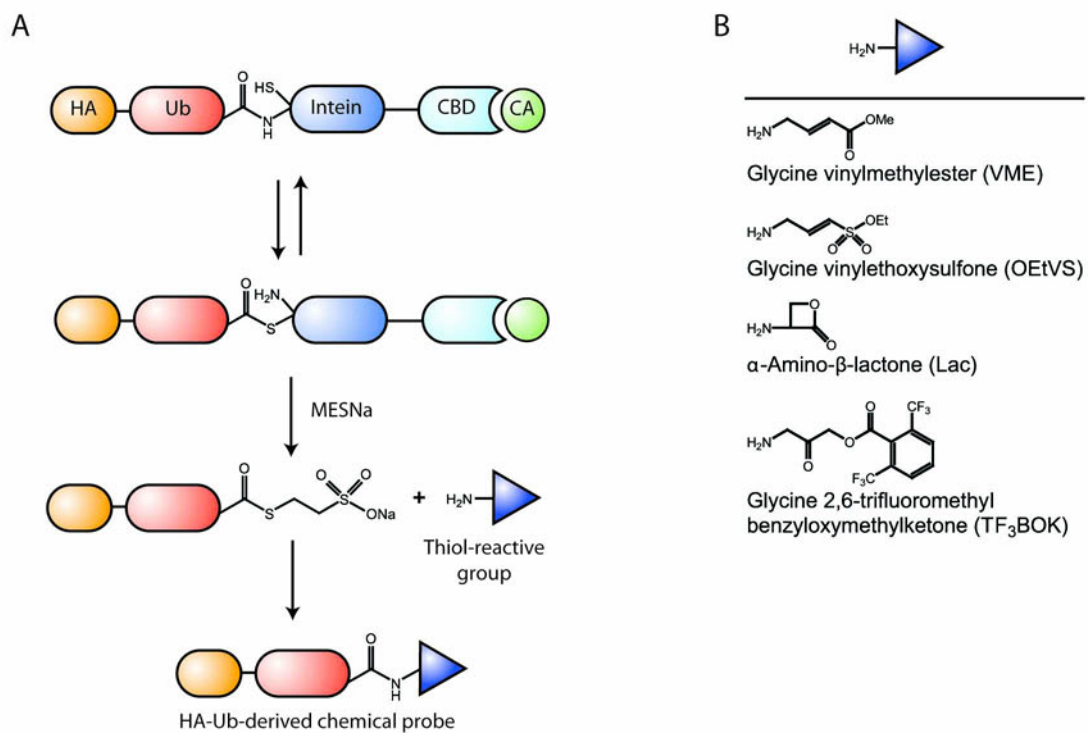 A
HA
Ub
O
N
H
HS
Intein
CBD
CA
O
S
H₂N
MESNa
O
S
O
O
S
ONa
+
H₂N
Thiol-reactive
group
O
N
H
HA-Ub-derived chemical probe
B
H₂N
H₂N
OMe
O
Glycine vinylmethylester (VME)
H₂N
OEt
S
O
O
Glycine vinylethoxysulfone (OEtVS)
O
H₂N
O
α-Amino-β-lactone (Lac)
O
CF₃
H₂N
O
O
F₃C
Glycine 2,6-trifluoromethyl
benzyloxymethylketone (TF₃BOK)